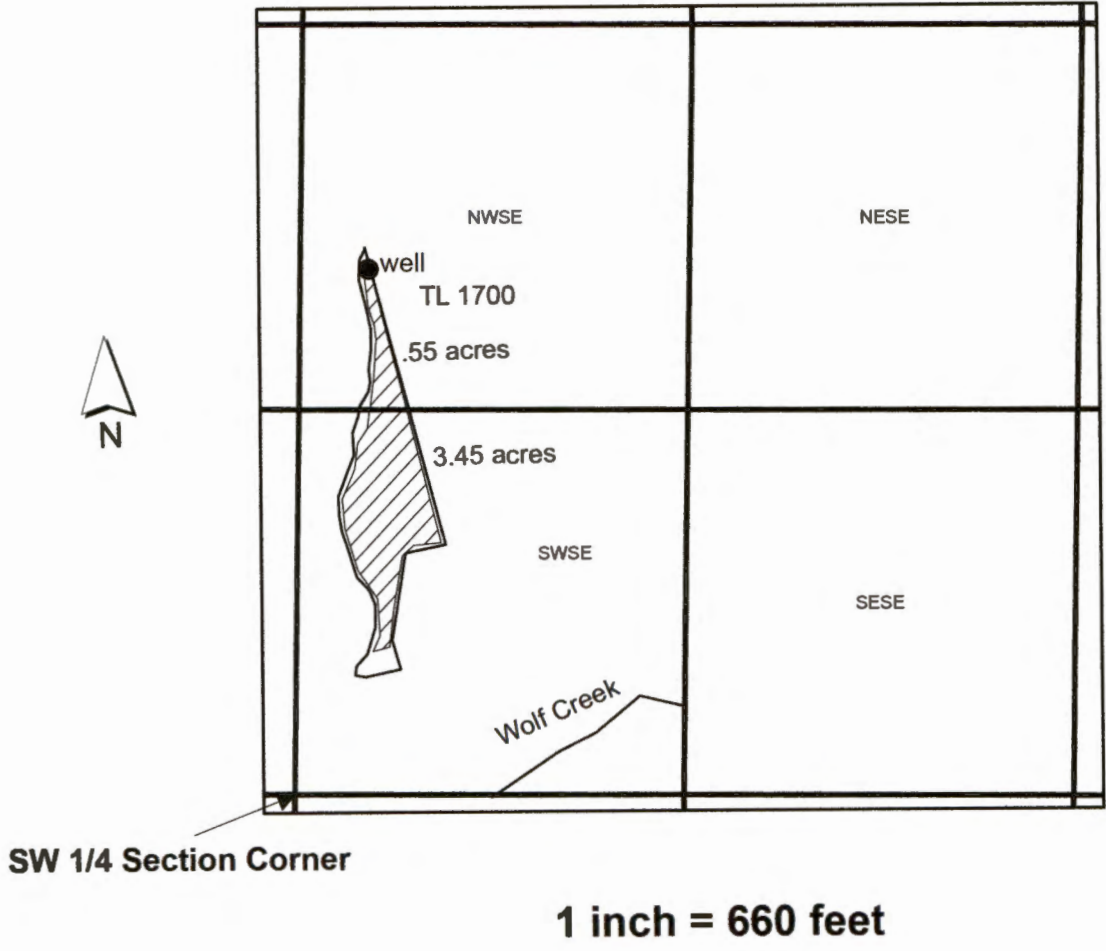 NWSE
NESE
well
TL 1700
.55 acres
N
3.45 acres
SWSE
SESE
Wolf Creek
SW 1/4 Section Corner
1 inch = 660 feet